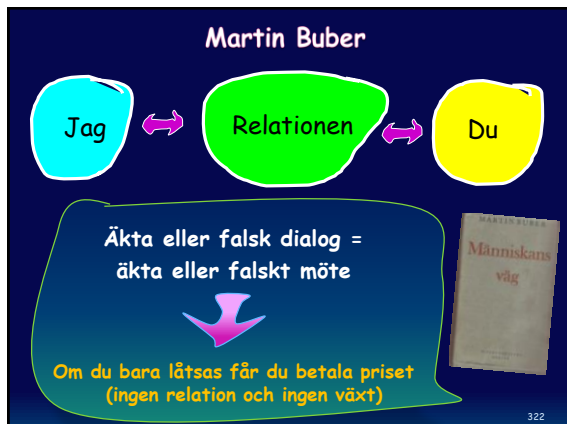 Martin Buber
Jag
Relationen
Du
Äkta eller falsk dialog =
äkta eller falskt möte
MARTIN BUBER
Människans
väg
Om du bara låtsas får du betala priset
(ingen relation och ingen växt)
322